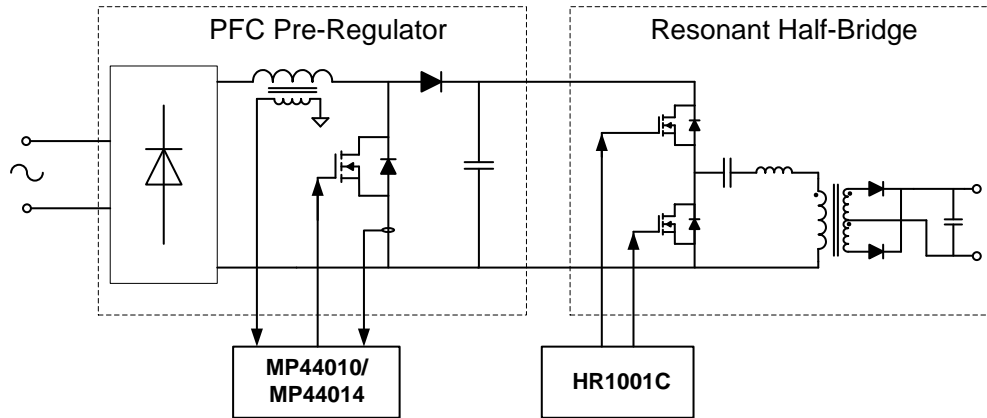 PFC Pre-Regulator
Resonant Half-Bridge
MP44010/
MP44014
HR1001C